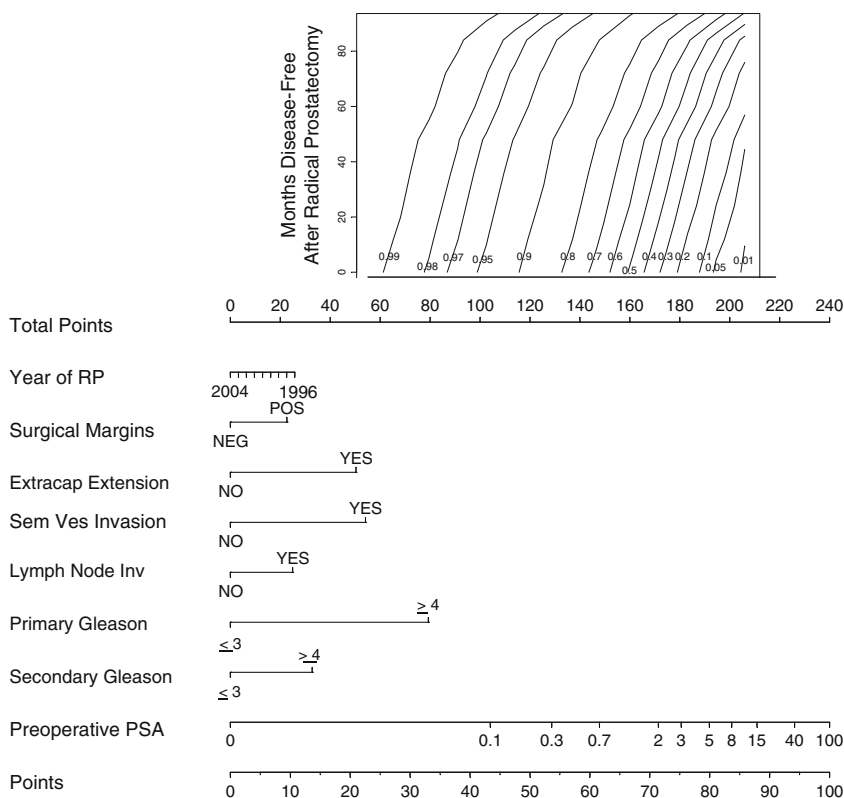 Months Disease-Free
After Radical Prostatectomy
80
60
40
20
0
0.99 0.98 0.97 0.95 0.9 0.8 0.7 0.6 0.5 0.4 0.3 0.2 0.1 0.05 0.01
Total Points
0 20 40 60 80 100 120 140 160 180 200 220 240
Year of RP
2004 1996
Surgical Margins
POS
NEG
Extracap Extension
YES
NO
Sem Ves Invasion
YES
NO
Lymph Node Inv
YES
NO
Primary Gleason
≥ 4
≤ 3
Secondary Gleason
≥ 4
≤ 3
Preoperative PSA
0 0.1 0.3 0.7 2 3 5 8 15 40 100
Points
0 10 20 30 40 50 60 70 80 90 100